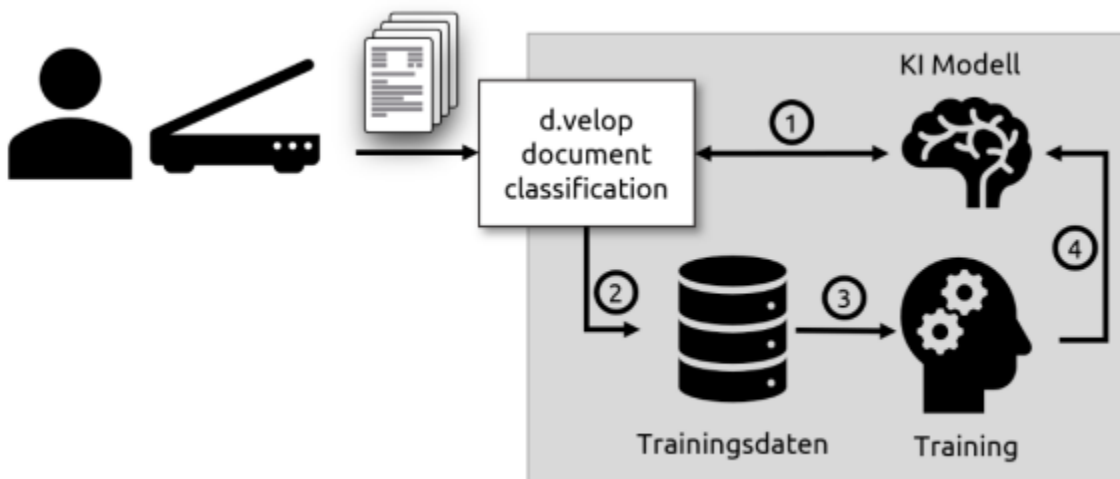 KI Modell
d.velop
document
classification
1
2
3
4
Trainingsdaten
Training